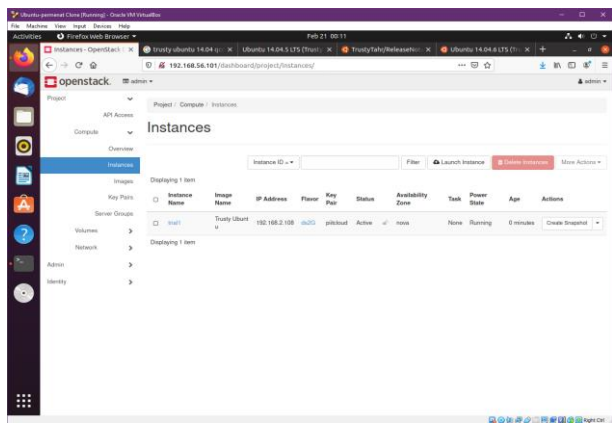 Ubuntu-permerat Clone [Running] - Oracle VM VirtualBox
File Machine View Input Devices Help
Activities Firefox Web Browser Feb 21 00:11
Instances - OpenStack
trusty ubuntu 14.04
Ubuntu 14.04.5 LTS (Trusty
TrustyTahr/ReleaseNotes
Ubuntu 14.04.6 LTS (Tr
192.168.56.101/dashboard/project/instances/
openstack. admin admin
Project
API Access
Compute
Overview
Instances
Images
Key Pairs
Server Groups
Volumes
Network
Admin
Identity
Project / Compute / Instances
Instances
Instance ID = Filter Launch Instance Delete Instances More Actions
Displaying 1 item
Instance Name Image Name IP Address Flavor Key Pair Status Availability Zone Task Power State Age Actions
Trusty Ubuntu 192.168.2.108 ds2G Active nova None Running 0 minutes Create Snapshot
Displaying 1 item
Right Ctrl